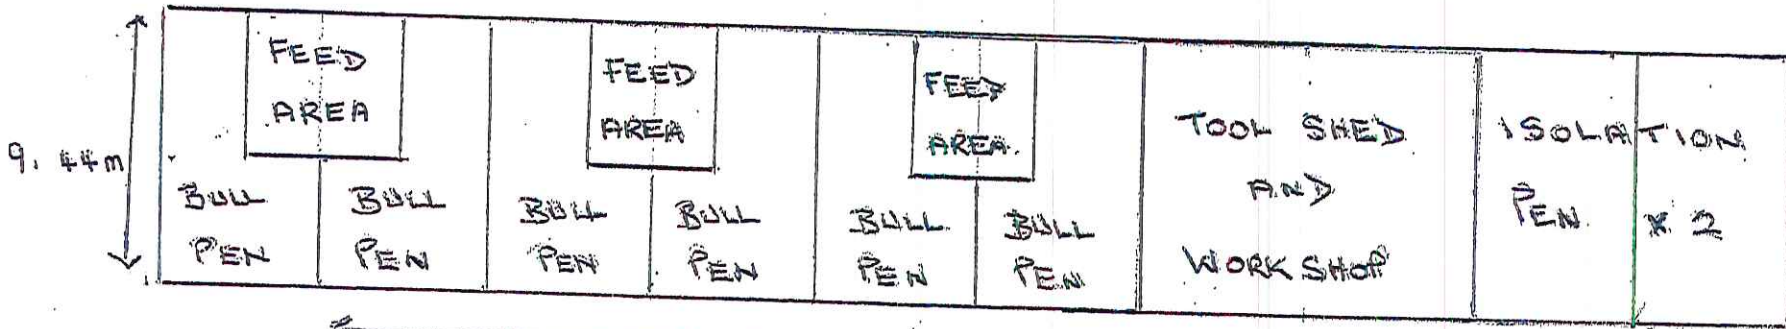 9.44m
FEED
AREA
BULL
PEN
BULL
PEN
FEED
AREA
BULL
PEN
BULL
PEN
FEED
AREA.
BULL
PEN
BULL
PEN
TOOL SHED
AND
WORKSHOP
ISOLATION
PEN x 2